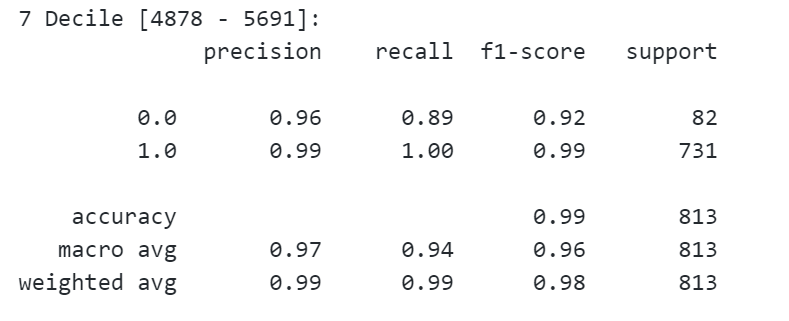 7 Decile [4878 - 5691]:
precision recall f1-score support
0.0 0.96 0.89 0.92 82
1.0 0.99 1.00 0.99 731
accuracy 0.99 813
macro avg 0.97 0.94 0.96 813
weighted avg 0.99 0.99 0.98 813